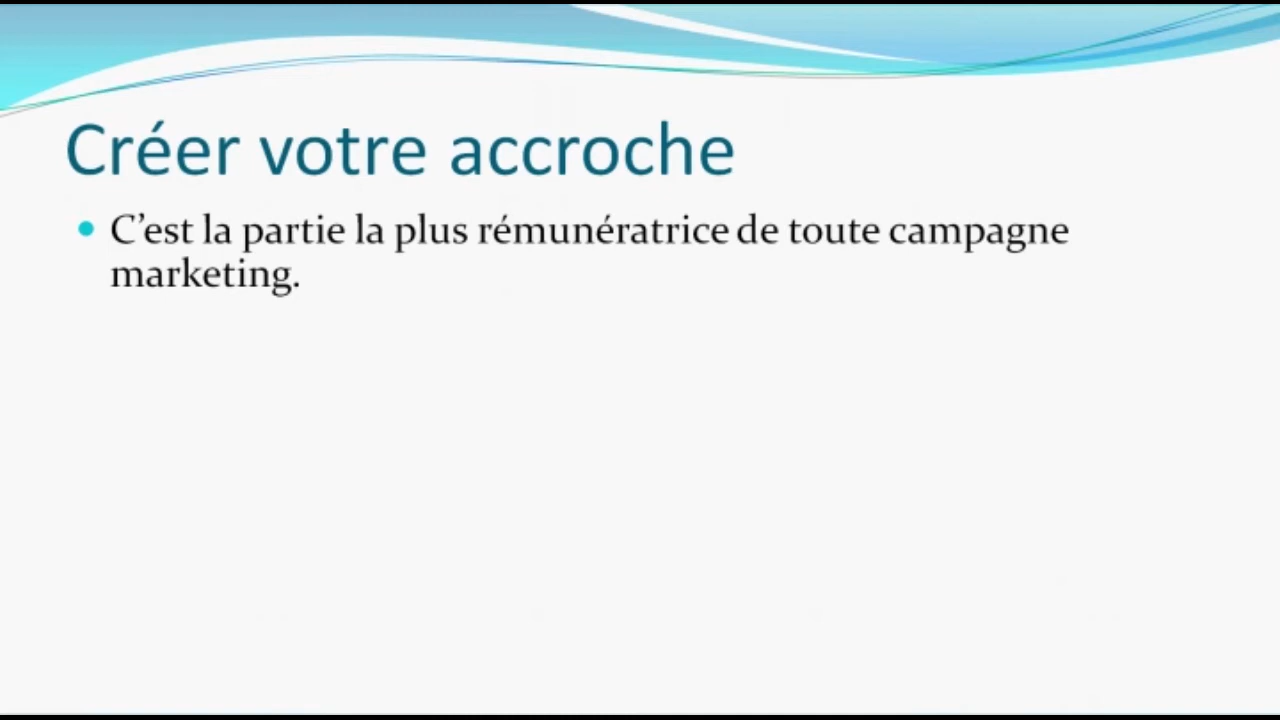 Créer votre accroche
• C’est la partie la plus rémunératrice de toute campagne
marketing.